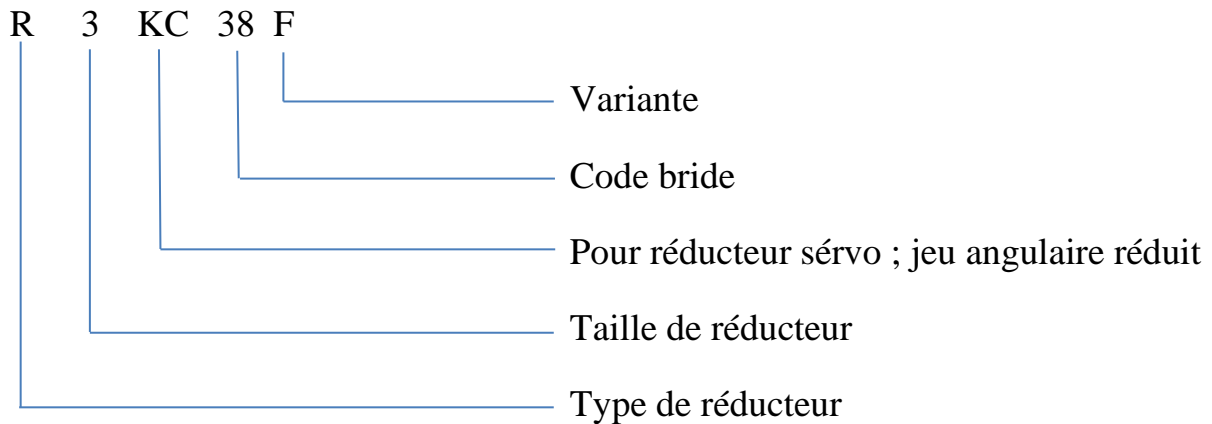 R 3 KC 38 F
Variante
Code bride
Pour réducteur sérvo ; jeu angulaire réduit
Taille de réducteur
Type de réducteur